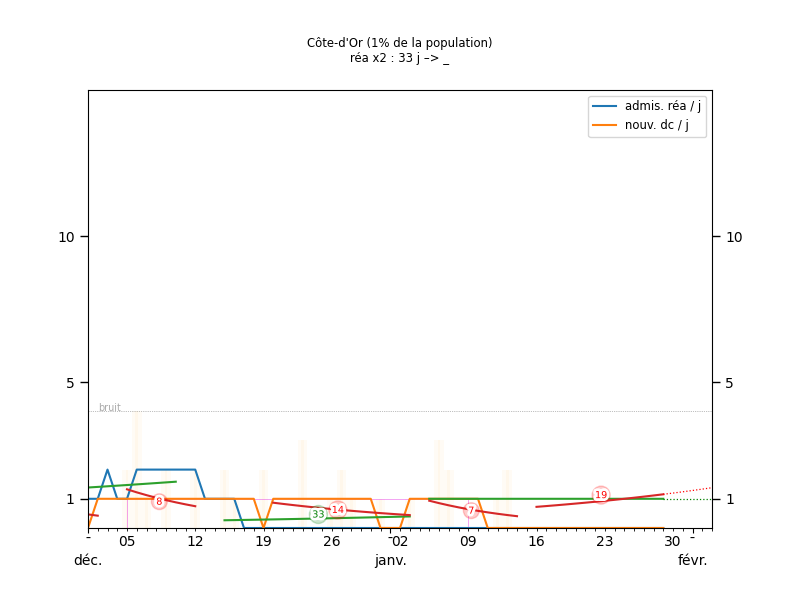 Côte-d'Or (1% de la population)
réa x2 : 33 j –> _
admis. réa / j
nouv. dc / j
10 10
5 5
bruit
1 1
8 33 14 7 19
- 05 12 19 26 - 02 09 16 23 30 -
déc. janv. févr.